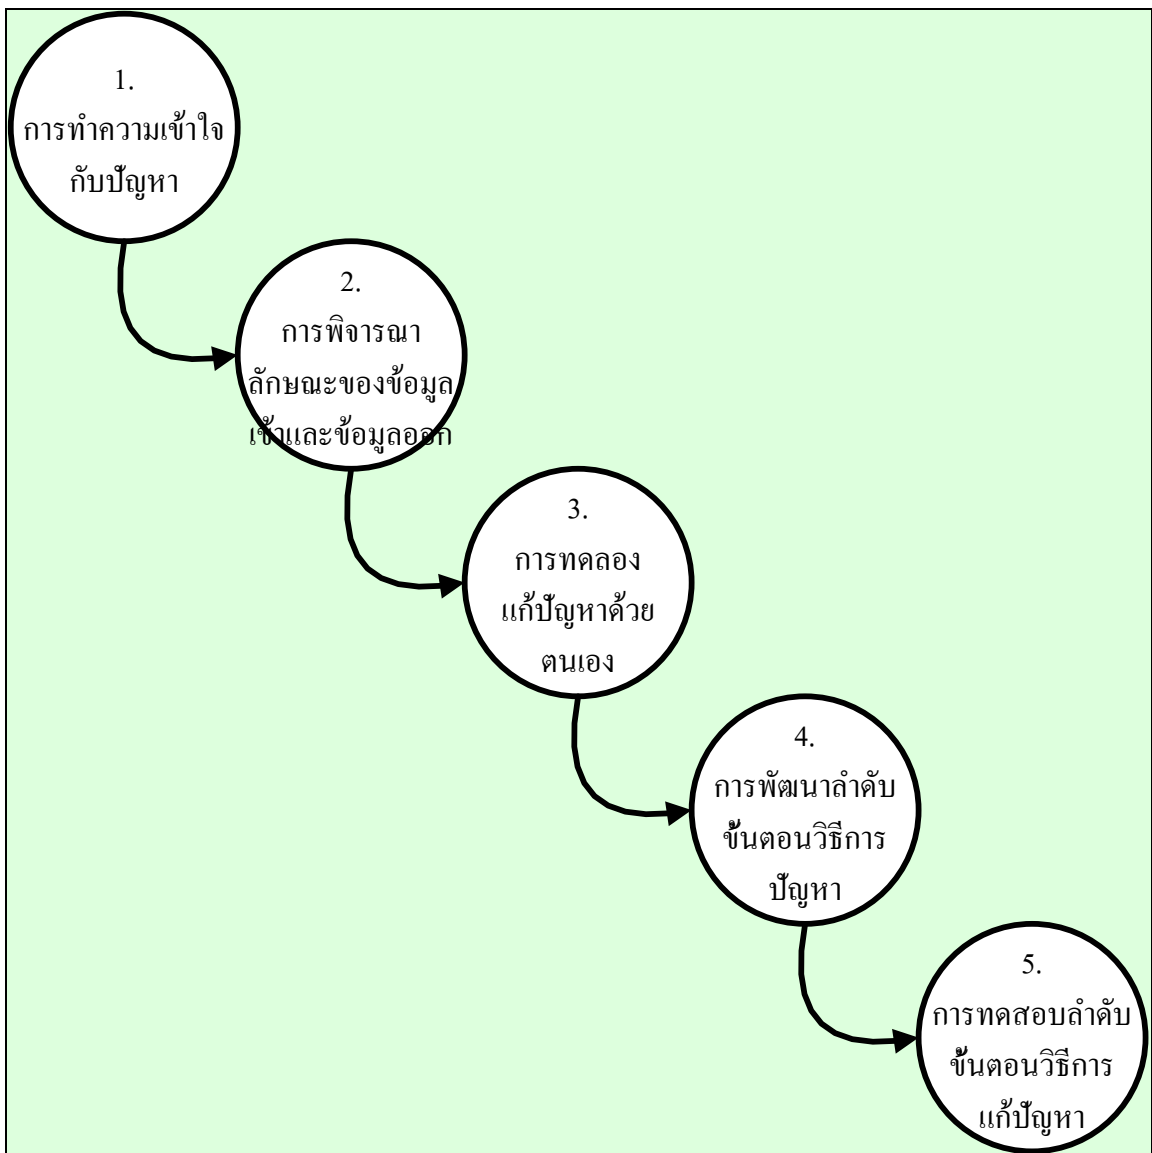 1.
การทำความเข้าใจ
กับปัญหา
2.
การพิจารณา
ลักษณะของข้อมูล
เข้าและข้อมูลออก
3.
การทดลอง
แก้ปัญหาด้วย
ตนเอง
4.
การพัฒนาลำดับ
ขั้นตอนวิธีการ
ปัญหา
5.
การทดสอบลำดับ
ขั้นตอนวิธีการ
แก้ปัญหา